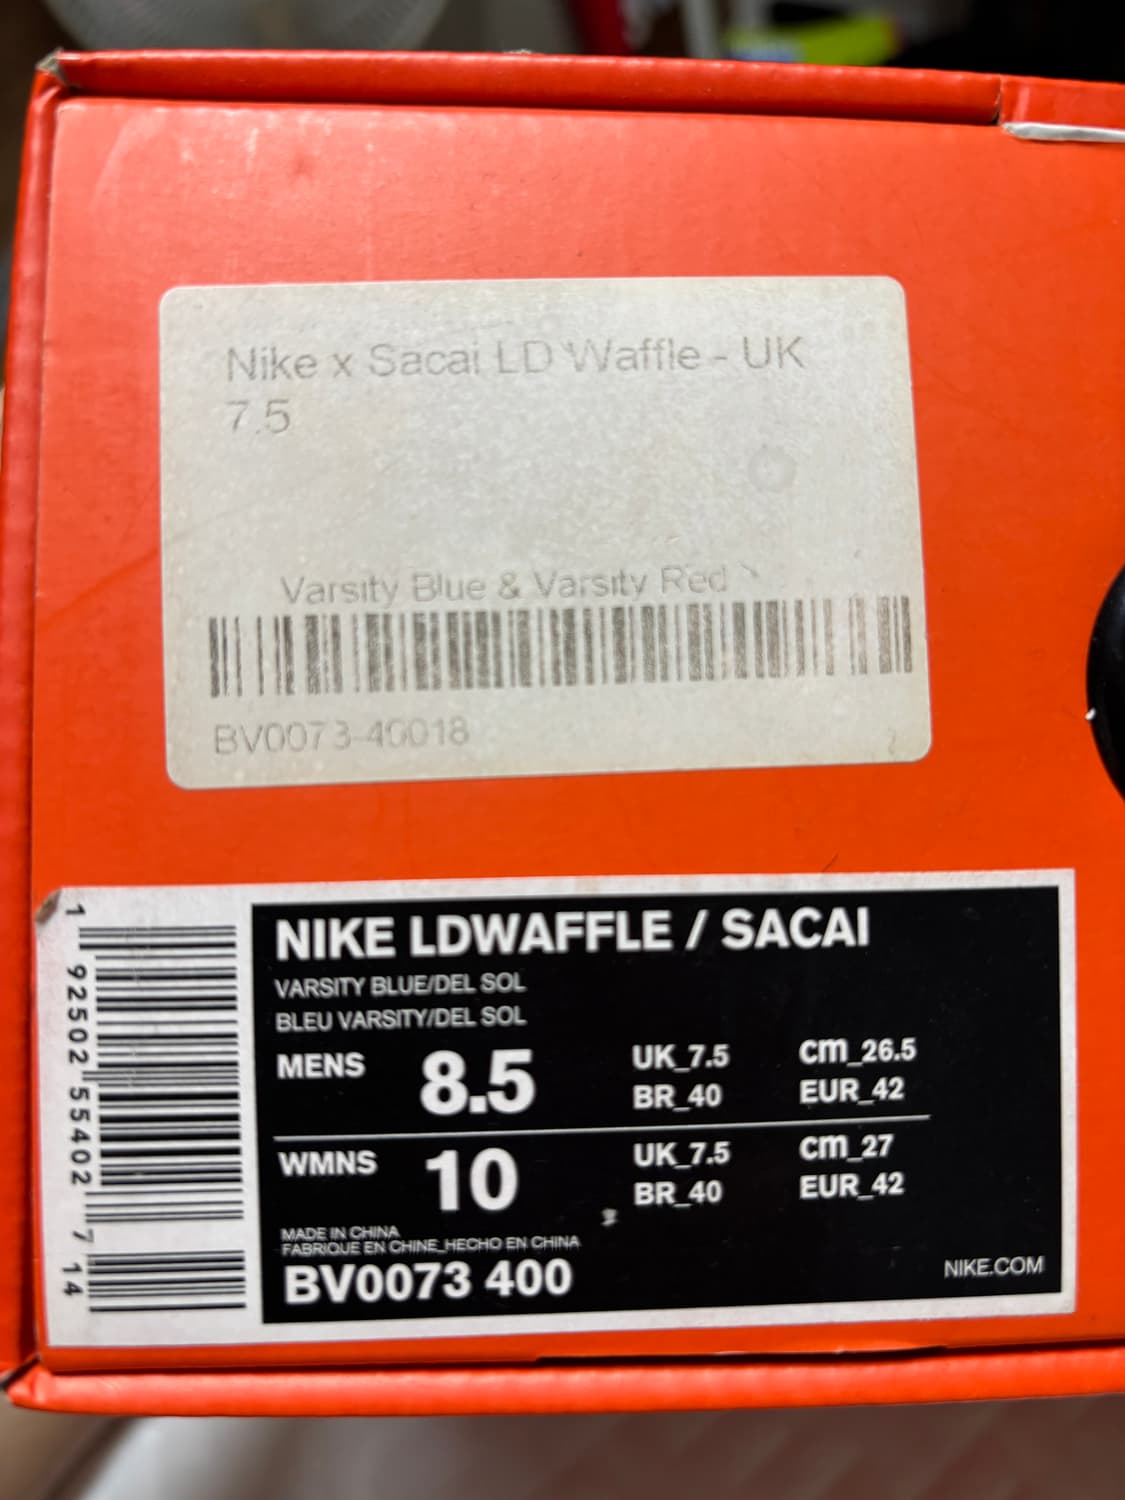 Nike x Sacai LD Waffle - UK
7.5
Varsity Blue & Varsity Red
BV0073-40018
1 92502 55402 7 14
NIKE LDWAFFLE / SACAI
VARSITY BLUE/DEL SOL
BLEU VARSITY/DEL SOL
MENS 8.5 UK_7.5 cm_26.5
BR_40 EUR_42
WMNS 10 UK_7.5 cm_27
BR_40 EUR_42
MADE IN CHINA
FABRIQUE EN CHINE_HECHO EN CHINA
BV0073 400
NIKE.COM